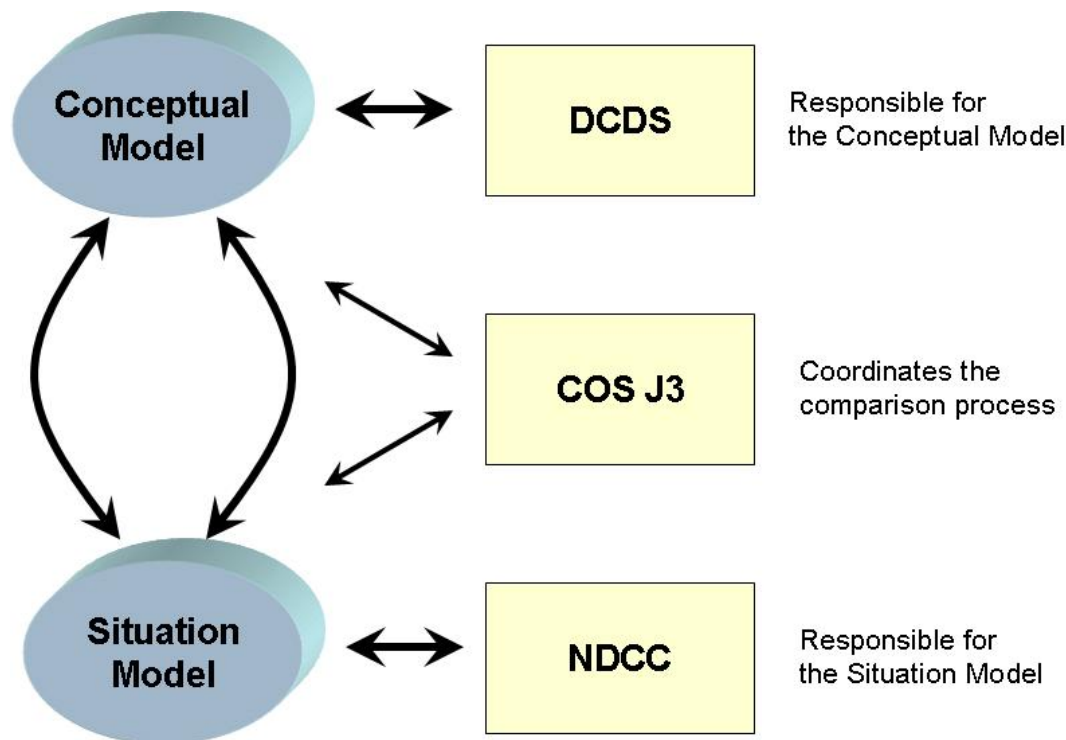 Conceptual
Model
DCDS
Responsible for
the Conceptual Model
COS J3
Coordinates the
comparison process
Situation
Model
NDCC
Responsible for
the Situation Model